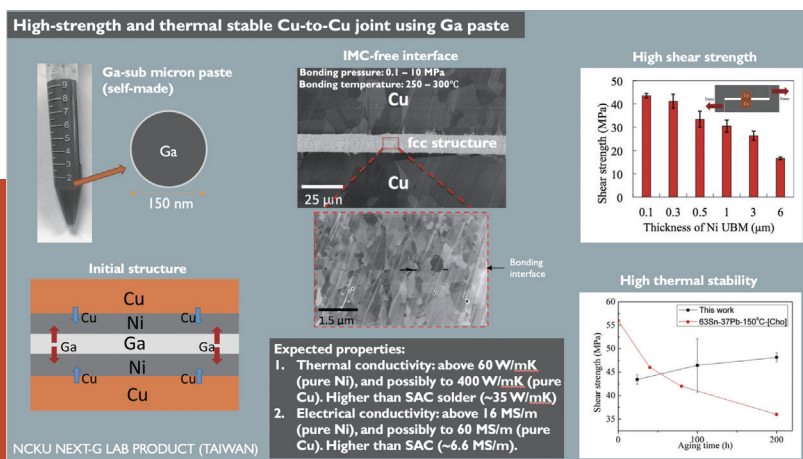 High-strength and thermal stable Cu-to-Cu joint using Ga paste
Ga-sub micron paste
(self-made)
9
8
7
6
5
4
3
2
Ga
150 nm
Initial structure
Cu
Cu
Cu
Ni
Ga
Ga
Ga
Ni
Cu
Cu
Cu
NCKU NEXT-G LAB PRODUCT (TAIWAN)
IMC-free interface
Bonding pressure: 0.1 – 10 MPa
Bonding temperature: 250 – 300℃
Cu
fcc structure
Cu
25 µm
Bonding
interface
1.5 µm
Expected properties:
1. Thermal conductivity: above 60 W/mK
(pure Ni), and possibly to 400 W/mK (pure
Cu). Higher than SAC solder (~35 W/mK)
2. Electrical conductivity: above 16 MS/m
(pure Ni), and possibly to 60 MS/m (pure
Cu). Higher than SAC (~6.6 MS/m).
High shear strength
Shear strength (MPa)
50
40
30
20
10
0
0.1 0.3 0.5 1 3 6
Thickness of Ni UBM (µm)
High thermal stability
Shear strength (MPa)
60
55
50
45
40
35
This work
63Sn-37Pb-150°C-[Cho]
0 100 200
Aging time (h)